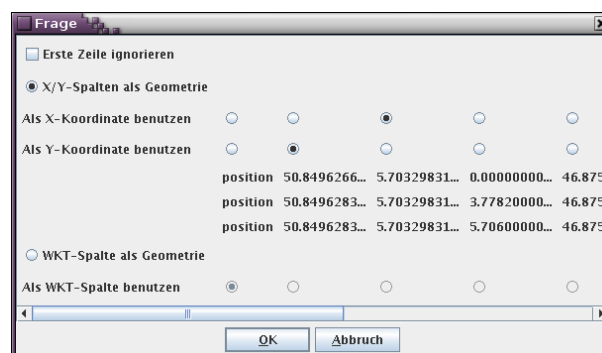 Frage
Erste Zeile ignorieren
X/Y-Spalten als Geometrie
Als X-Koordinate benutzen
Als Y-Koordinate benutzen
position 50.8496266... 5.70329831... 0.00000000... 46.875
position 50.8496283... 5.70329831... 3.77820000... 46.875
position 50.8496283... 5.70329831... 5.70600000... 46.875
WKT-Spalte als Geometrie
Als WKT-Spalte benutzen
OK Abbruch